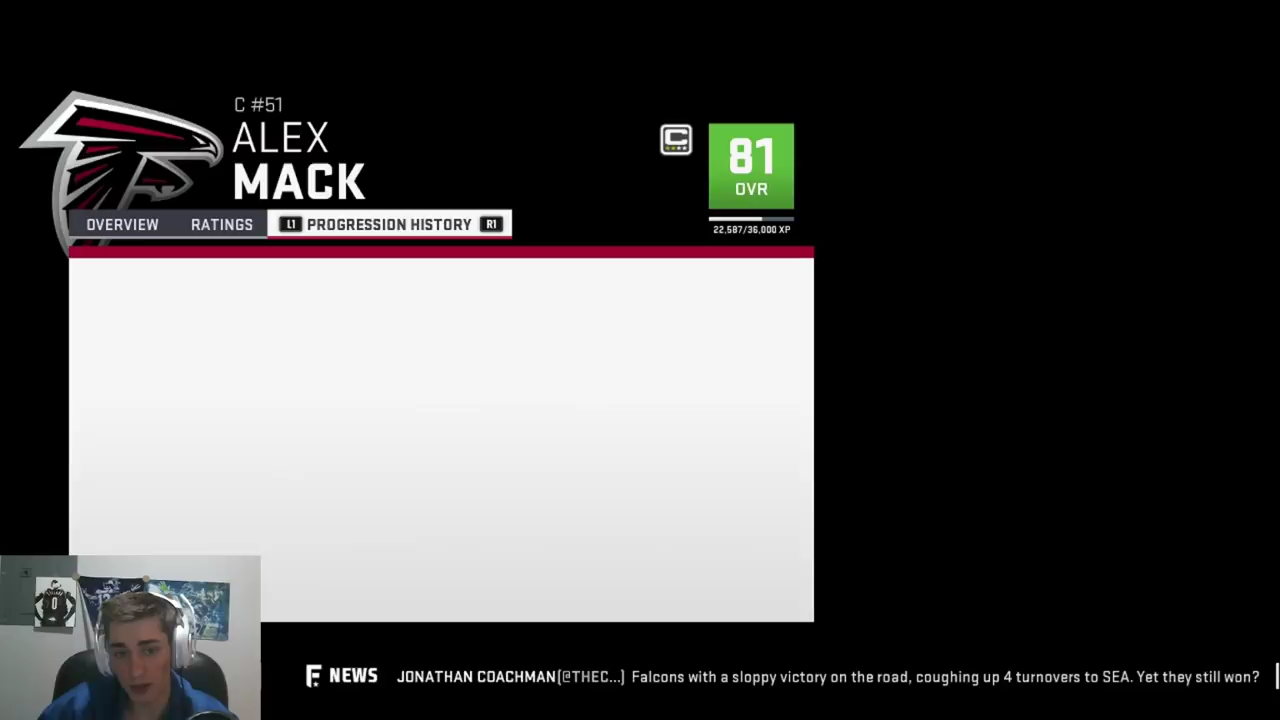 C #51
ALEX
MACK
81
OVR
22,587/36,000 XP
OVERVIEW RATINGS L1 PROGRESSION HISTORY R1
0
NEWS JONATHAN COACHMAN(@THEC...) Falcons with a sloppy victory on the road, coughing up 4 turnovers to SEA. Yet they still won?